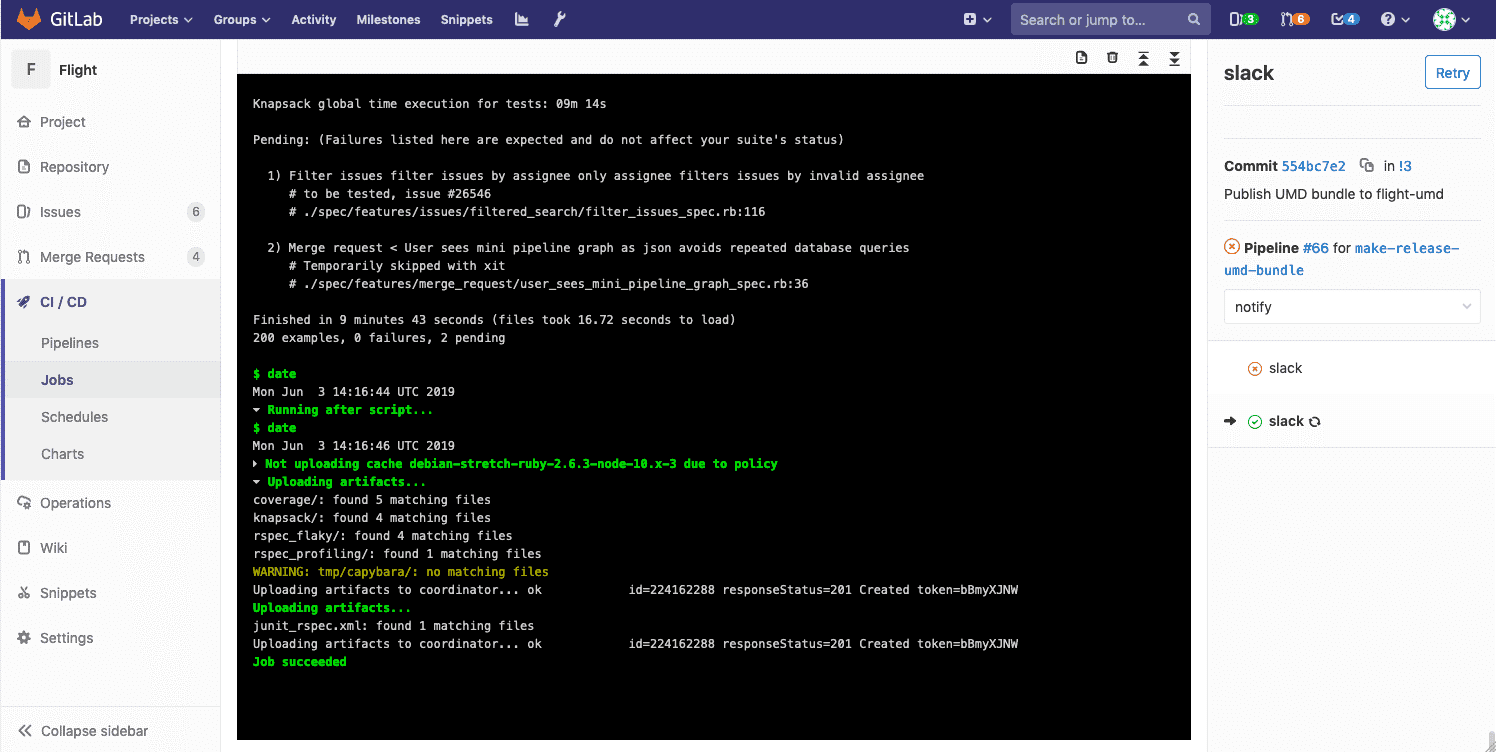 GitLab Projects Groups Activity Milestones Snippets Search or jump to... 3 6 4
F Flight
Project
Repository
Issues 6
Merge Requests 4
CI / CD
Pipelines
Jobs
Schedules
Charts
Operations
Wiki
Snippets
Settings
Collapse sidebar
Knapsack global time execution for tests: 09m 14s
Pending: (Failures listed here are expected and do not affect your suite's status)
1) Filter issues filter issues by assignee only assignee filters issues by invalid assignee
# to be tested, issue #26546
# ./spec/features/issues/filtered_search/filter_issues_spec.rb:116
2) Merge request < User sees mini pipeline graph as json avoids repeated database queries
# Temporarily skipped with xit
# ./spec/features/merge_request/user_sees_mini_pipeline_graph_spec.rb:36
Finished in 9 minutes 43 seconds (files took 16.72 seconds to load)
200 examples, 0 failures, 2 pending
$ date
Mon Jun  3 14:16:44 UTC 2019
Running after script...
$ date
Mon Jun  3 14:16:46 UTC 2019
Not uploading cache debian-stretch-ruby-2.6.3-node-10.x-3 due to policy
Uploading artifacts...
coverage/: found 5 matching files
knapsack/: found 4 matching files
rspec_flaky/: found 4 matching files
rspec_profiling/: found 1 matching files
WARNING: tmp/capybara/: no matching files
Uploading artifacts to coordinator... ok            id=224162288 responseStatus=201 Created token=bBmyXJNW
Uploading artifacts...
junit_rspec.xml: found 1 matching files
Uploading artifacts to coordinator... ok            id=224162288 responseStatus=201 Created token=bBmyXJNW
Job succeeded
slack Retry
Commit 554bc7e2 in !3
Publish UMD bundle to flight-umd
Pipeline #66 for make-release-
umd-bundle
notify
slack
slack